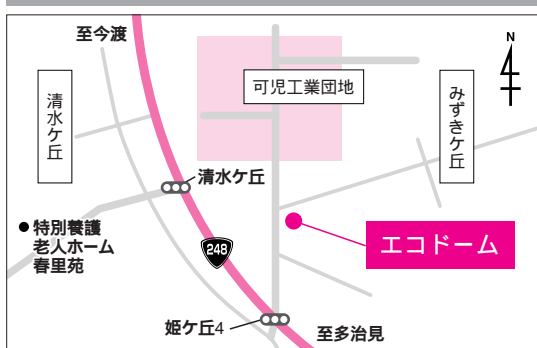 至今渡
N
可児工業団地
清水ケ丘
みずきケ丘
清水ケ丘
特別養護
老人ホーム
春里苑
248
エコドーム
姫ケ丘4
至多治見